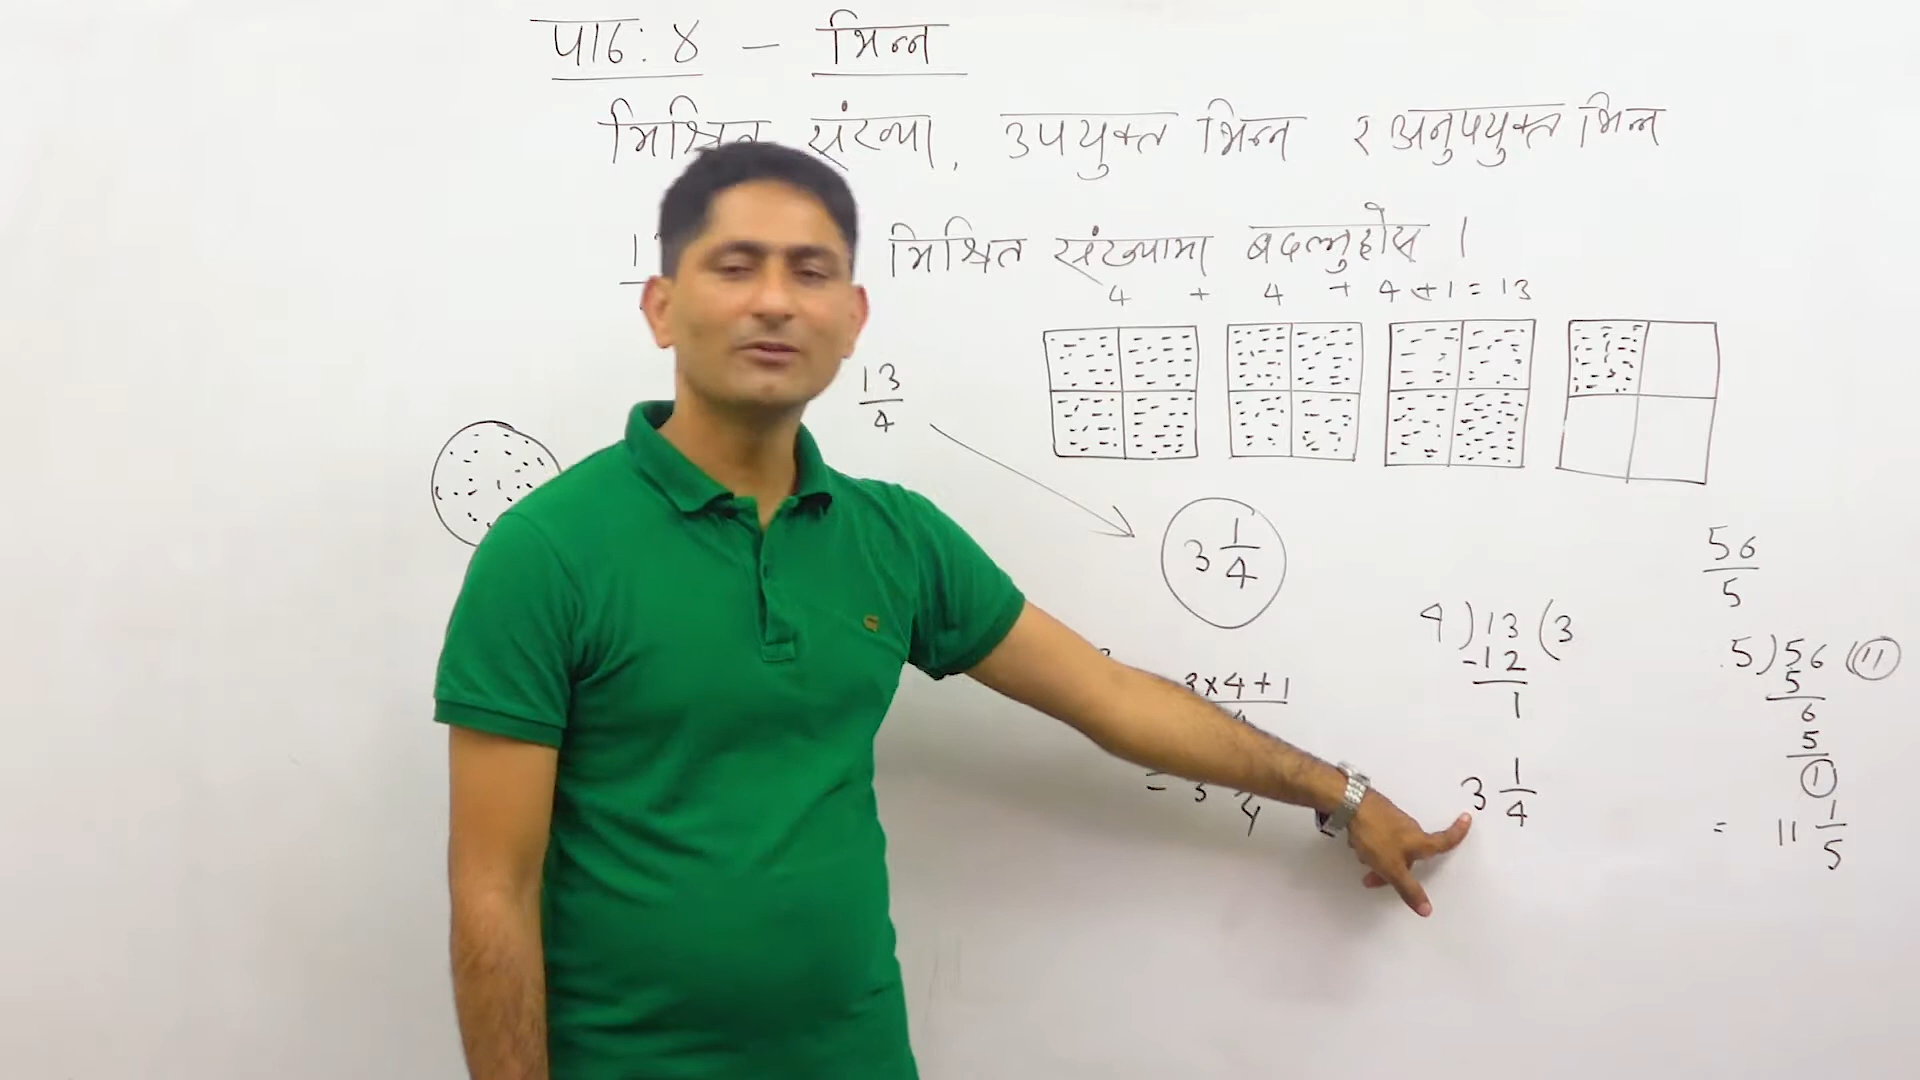 पाठ: ४ – भिन्न
मिश्रित संख्या, उपयुक्त भिन्न र अनुपयुक्त भिन्न
मिश्रित संख्यामा बदल्नुहोस् ।
4 + 4 + 4 + 1 = 13
13
4
3 1/4
56
5
4 ) 13 ( 3
-12
1
3 1/4
3×4+1
= 3
4
5 ) 56 ( 11
5
6
5
1
= 11 1/5